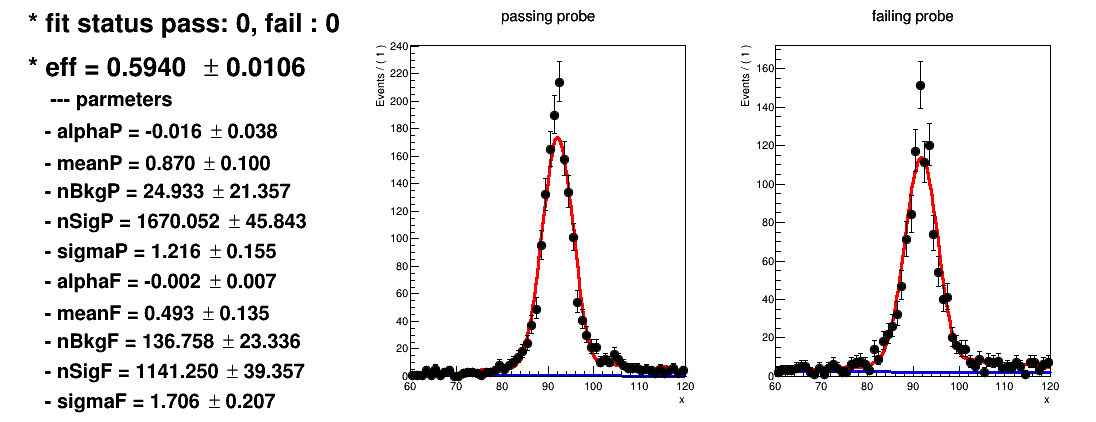 * fit status pass: 0, fail : 0
* eff = 0.5940 ± 0.0106
--- parmeters
- alphaP = -0.016 ± 0.038
- meanP = 0.870 ± 0.100
- nBkgP = 24.933 ± 21.357
- nSigP = 1670.052 ± 45.843
- sigmaP = 1.216 ± 0.155
- alphaF = -0.002 ± 0.007
- meanF = 0.493 ± 0.135
- nBkgF = 136.758 ± 23.336
- nSigF = 1141.250 ± 39.357
- sigmaF = 1.706 ± 0.207
passing probe
Events / ( 1 )
240
220
200
180
160
140
120
100
80
60
40
20
0
60 70 80 90 100 110 120
x
failing probe
Events / ( 1 )
160
140
120
100
80
60
40
20
0
60 70 80 90 100 110 120
x